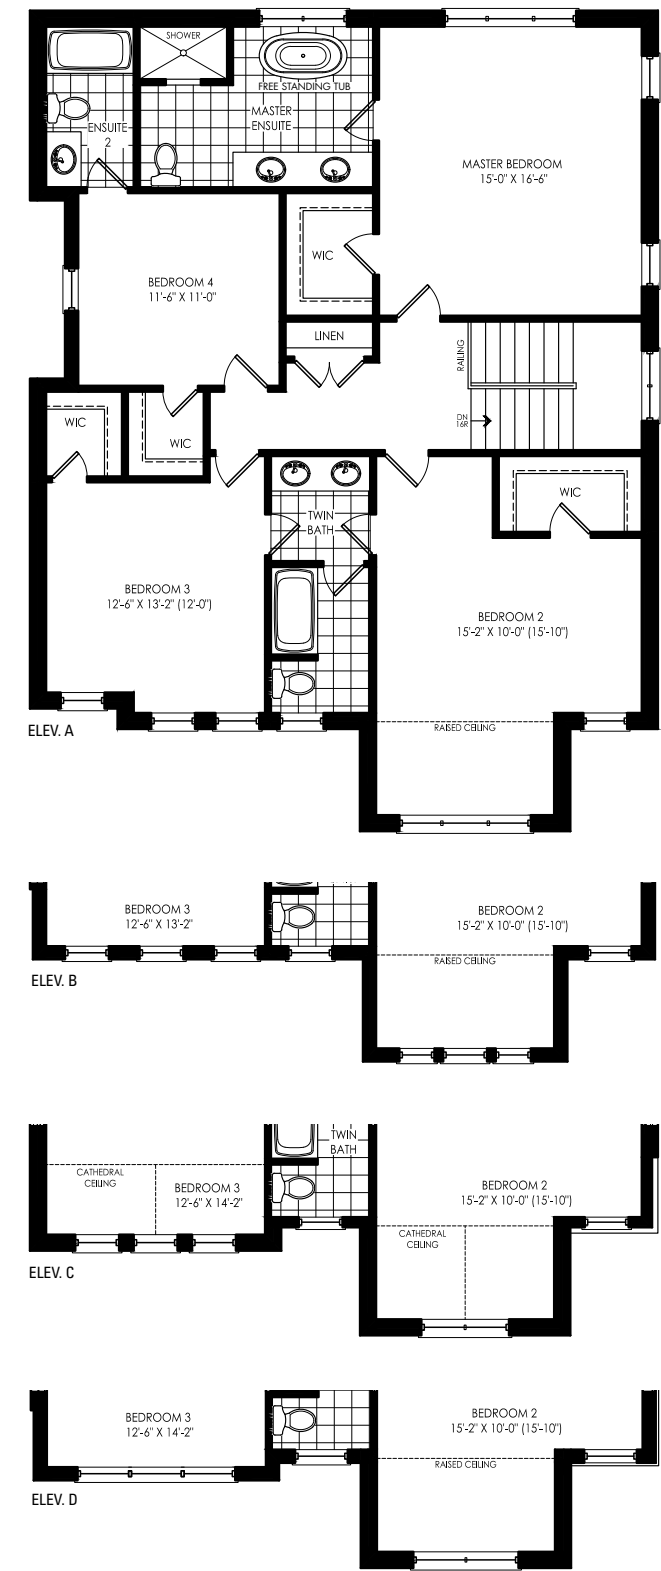 SHOWER
FREE STANDING TUB
ENSUITE
2
MASTER
ENSUITE
MASTER BEDROOM
15'-0" X 16'-6"
WIC
BEDROOM 4
11'-6" X 11'-0"
LINEN
RAILING
DN
16R
WIC
WIC
WIC
TWIN
BATH
BEDROOM 3
12'-6" X 13'-2" (12'-0")
BEDROOM 2
15'-2" X 10'-0" (15'-10")
RAISED CEILING
ELEV. A
BEDROOM 3
12'-6" X 13'-2"
BEDROOM 2
15'-2" X 10'-0" (15'-10")
RAISED CEILING
ELEV. B
TWIN
BATH
CATHEDRAL
CEILING
BEDROOM 3
12'-6" X 14'-2"
BEDROOM 2
15'-2" X 10'-0" (15'-10")
CATHEDRAL
CEILING
ELEV. C
BEDROOM 3
12'-6" X 14'-2"
BEDROOM 2
15'-2" X 10'-0" (15'-10")
RAISED CEILING
ELEV. D